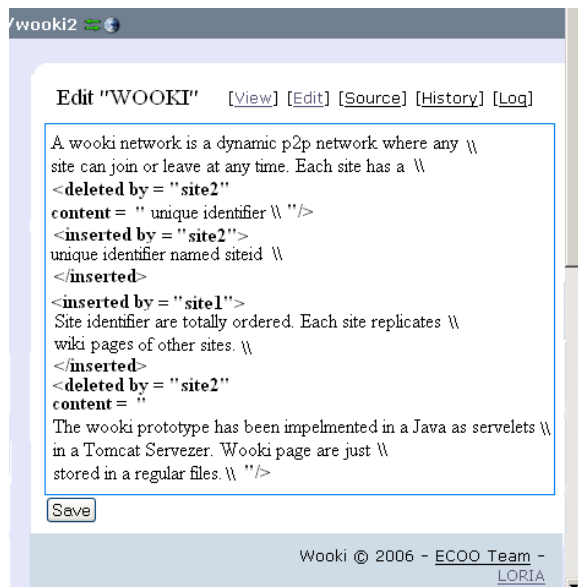 /wooki2
Edit "WOOKI" [View] [Edit] [Source] [History] [Log]
A wooki network is a dynamic p2p network where any \\
site can join or leave at any time. Each site has a \\
<deleted by = "site2"
content = " unique identifier \\ "/>
<inserted by = "site2">
unique identifier named siteid \\
</inserted>
<inserted by = "site1">
Site identifier are totally ordered. Each site replicates \\
wiki pages of other sites. \\
</inserted>
<deleted by = "site2"
content = "
The wooki prototype has been impelmented in a Java as servelets \\
in a Tomcat Servezer. Wooki page are just \\
stored in a regular files. \\ "/>
Save
Wooki © 2006 - ECOO Team -
LORIA